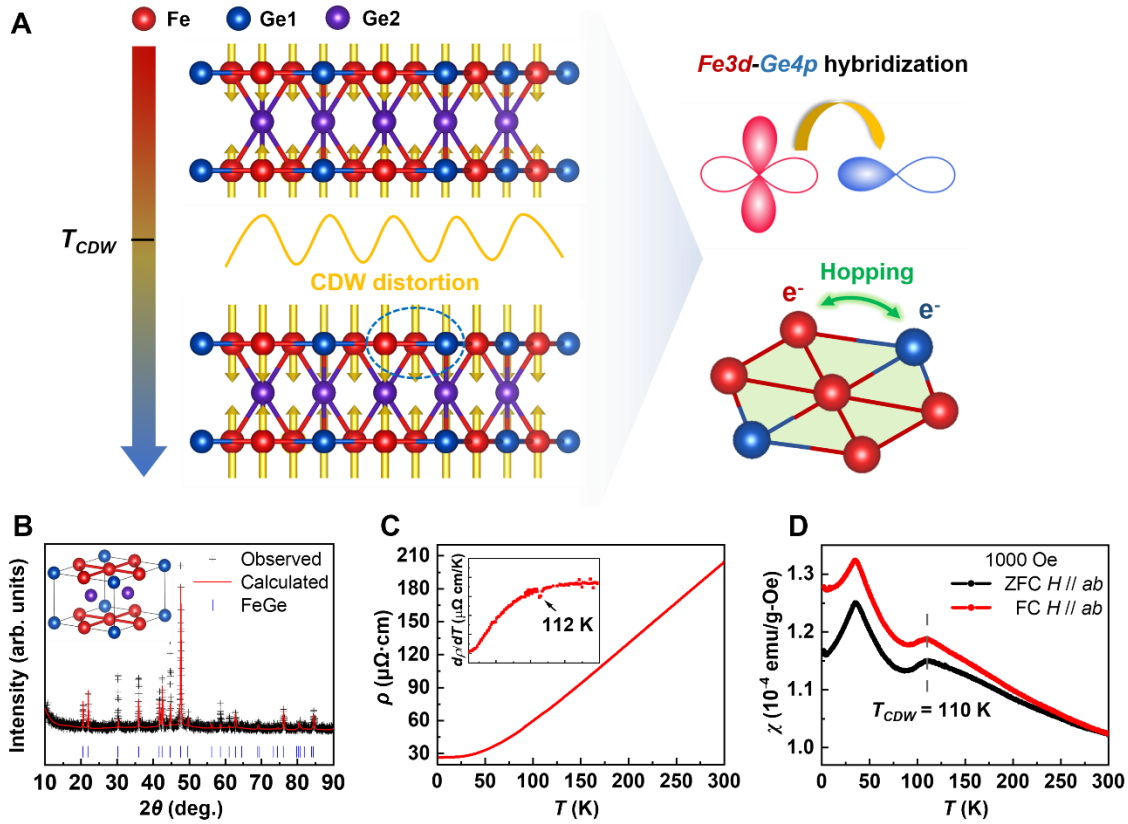 A
Fe Ge1 Ge2
T_CDW
CDW distortion
Fe3d-Ge4p hybridization
Hopping
e-
e-
B
Intensity (arb. units)
Observed
Calculated
FeGe
10 20 30 40 50 60 70 80 90
2θ (deg.)
C
ρ (μΩ·cm)
210
180
150
120
90
60
30
dρ/dT (μΩ cm/K)
112 K
0 50 100 150 200 250 300
T (K)
D
χ (10⁻⁴ emu/g-Oe)
1.3
1.2
1.1
1.0
1000 Oe
ZFC H // ab
FC H // ab
T_CDW = 110 K
0 50 100 150 200 250 300
T (K)